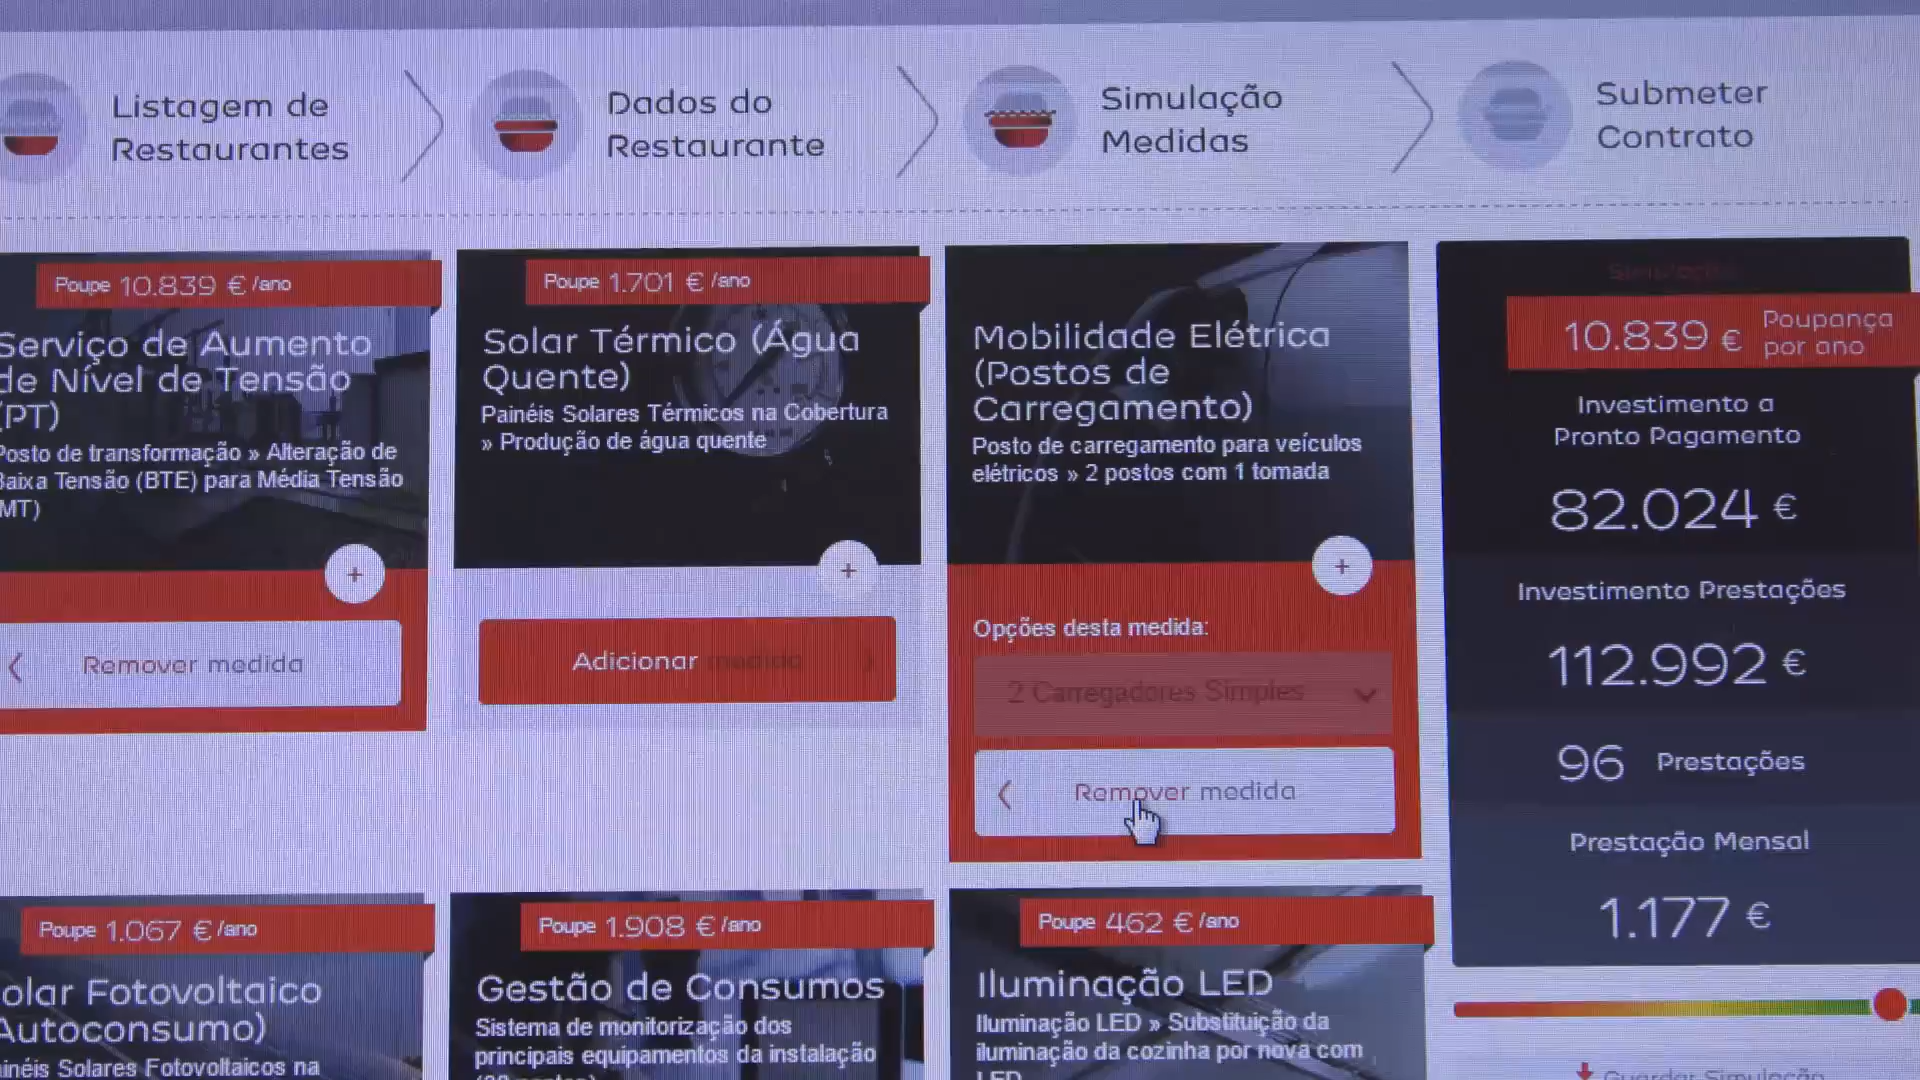 Listagem de
Restaurantes
Dados do
Restaurante
Simulação
Medidas
Submeter
Contrato
Poupe 10.839 €/ano
Serviço de Aumento
de Nível de Tensão
(PT)
Posto de transformação » Alteração de
Baixa Tensão (BTE) para Média Tensão
MT)
+
Remover medida
Poupe 1.701 €/ano
Solar Térmico (Água
Quente)
Painéis Solares Térmicos na Cobertura
» Produção de água quente
+
Adicionar medida
Mobilidade Elétrica
(Postos de
Carregamento)
Posto de carregamento para veículos
elétricos » 2 postos com 1 tomada
+
Opções desta medida:
2 Carregadores Simples
Remover medida
Simulação
10.839 € Poupança
por ano
Investimento a
Pronto Pagamento
82.024 €
Investimento Prestações
112.992 €
96 Prestações
Prestação Mensal
1.177 €
Guardar Simulação
Poupe 1.067 €/ano
olar Fotovoltaico
Autoconsumo)
ainéis Solares Fotovoltaicos na
Poupe 1.908 €/ano
Gestão de Consumos
Sistema de monitorização dos
principais equipamentos da instalação
Poupe 462 €/ano
Iluminação LED
Iluminação LED » Substituição da
iluminação da cozinha por nova com
LED